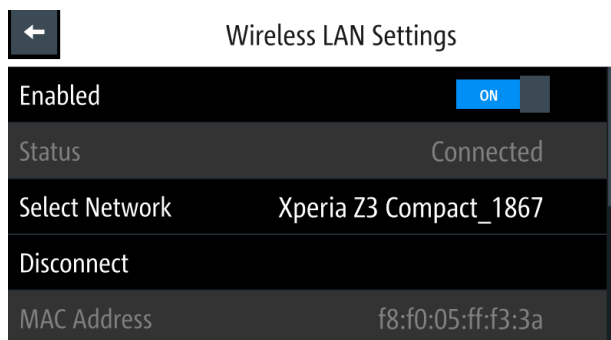 Wireless LAN Settings
Enabled ON
Status Connected
Select Network Xperia Z3 Compact_1867
Disconnect
MAC Address f8:f0:05:ff:f3:3a